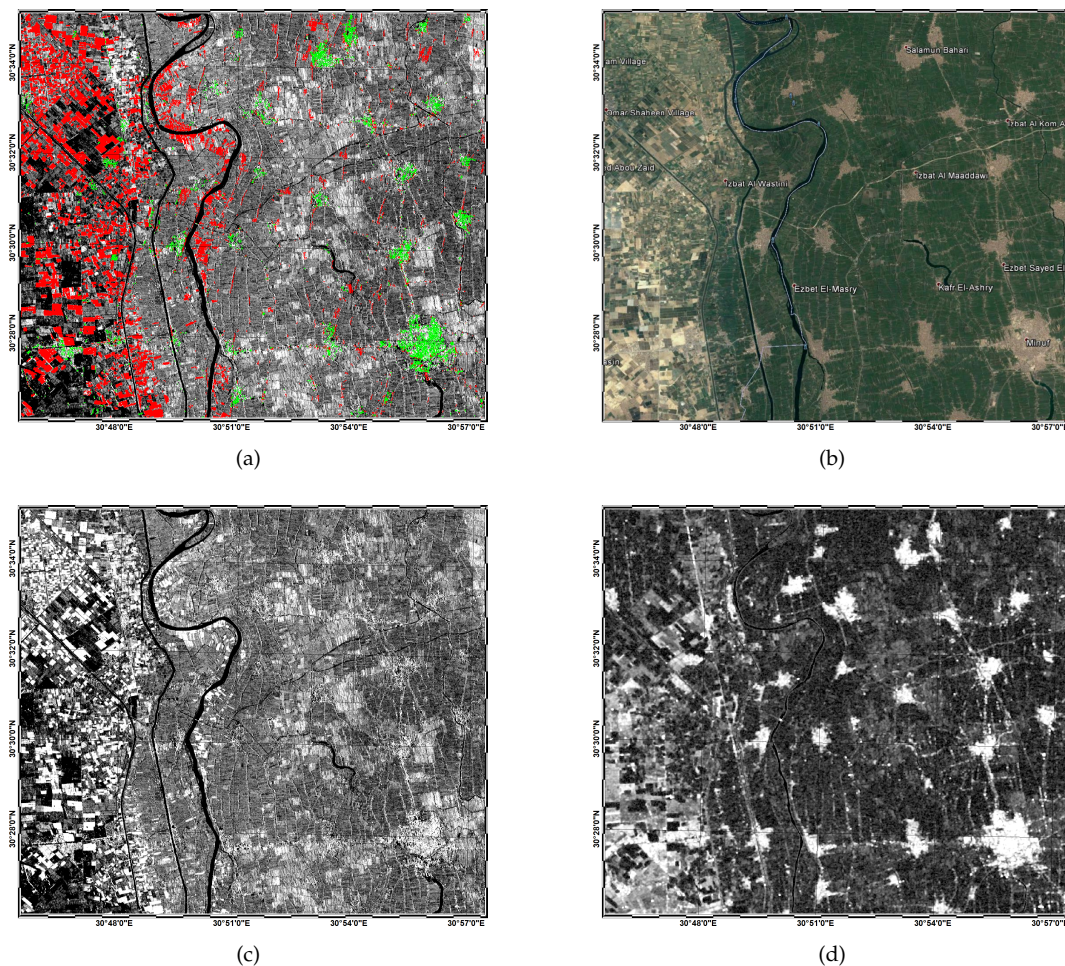 30°34'0"N
30°32'0"N
30°30'0"N
30°28'0"N
30°48'0"E
30°51'0"E
30°54'0"E
30°57'0"E
(a)
30°34'0"N
30°32'0"N
30°30'0"N
30°28'0"N
Salamun Bahari
am Village
Omar Shaheen Village
Izbat Al Kom A
id Abou Zaid
Izbat Al Wastini
Izbat Al Maaddawi
Ezbet Sayed El
Ezbet El-Masry
Kafr El-Ashry
Minuf
ssin
30°48'0"E
30°51'0"E
30°54'0"E
30°57'0"E
(b)
30°34'0"N
30°32'0"N
30°30'0"N
30°28'0"N
30°48'0"E
30°51'0"E
30°54'0"E
30°57'0"E
(c)
30°34'0"N
30°32'0"N
30°30'0"N
30°28'0"N
30°48'0"E
30°51'0"E
30°54'0"E
30°57'0"E
(d)